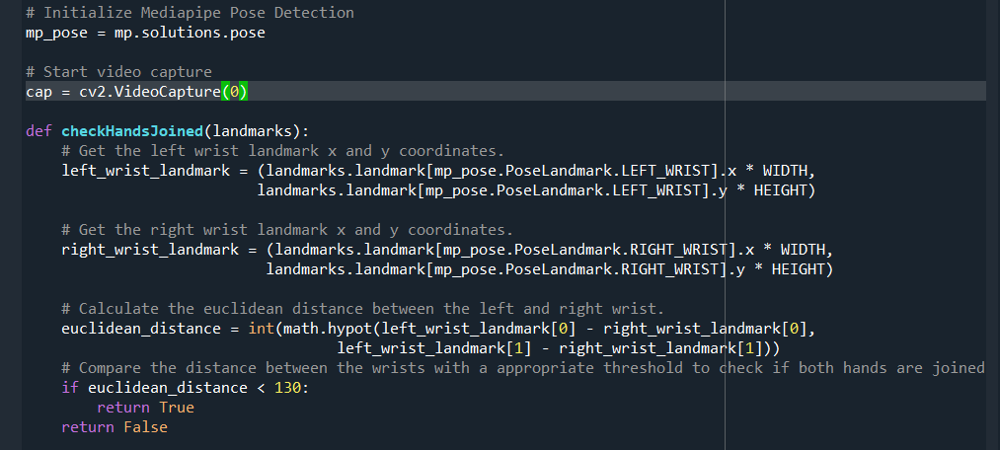 # Initialize Mediapipe Pose Detection
mp_pose = mp.solutions.pose
# Start video capture
cap = cv2.VideoCapture(0)
def checkHandsJoined(landmarks):
    # Get the left wrist landmark x and y coordinates.
    left_wrist_landmark = (landmarks.landmark[mp_pose.PoseLandmark.LEFT_WRIST].x * WIDTH,
                          landmarks.landmark[mp_pose.PoseLandmark.LEFT_WRIST].y * HEIGHT)
    # Get the right wrist landmark x and y coordinates.
    right_wrist_landmark = (landmarks.landmark[mp_pose.PoseLandmark.RIGHT_WRIST].x * WIDTH,
                           landmarks.landmark[mp_pose.PoseLandmark.RIGHT_WRIST].y * HEIGHT)
    # Calculate the euclidean distance between the left and right wrist.
    euclidean_distance = int(math.hypot(left_wrist_landmark[0] - right_wrist_landmark[0],
                                   left_wrist_landmark[1] - right_wrist_landmark[1]))
    # Compare the distance between the wrists with a appropriate threshold to check if both hands are joined
    if euclidean_distance < 130:
        return True
    return False